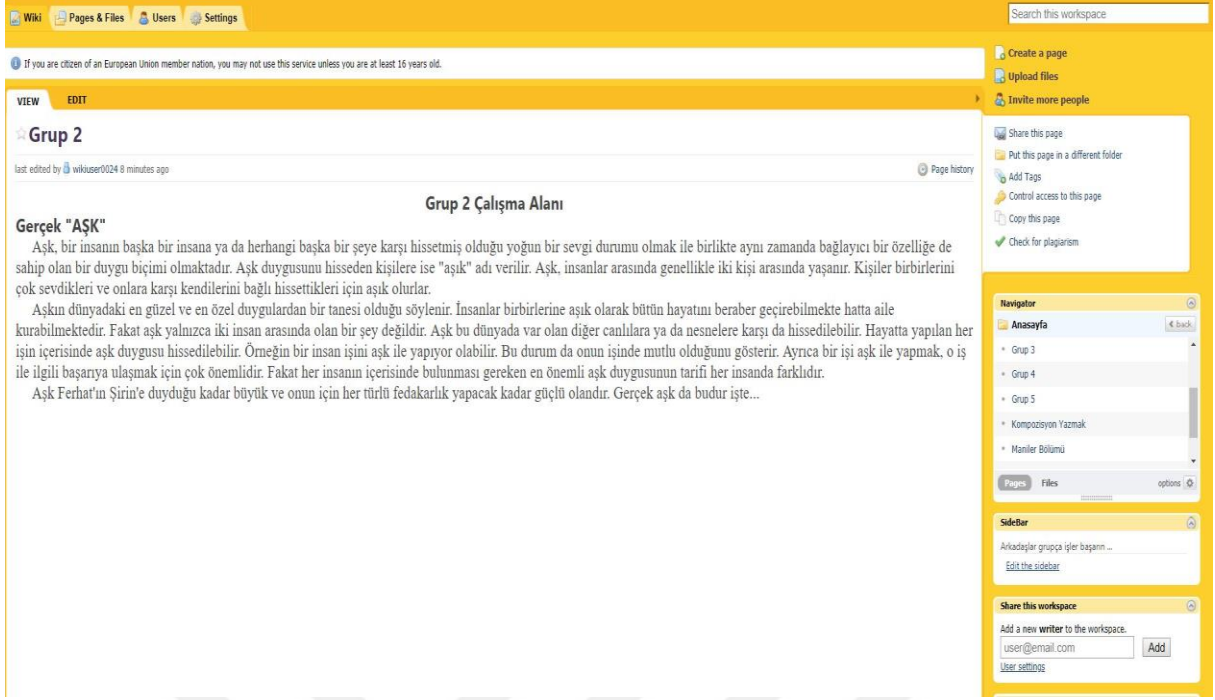 Wiki
Pages & Files
Users
Settings
Search this workspace
If you are citizen of an European Union member nation, you may not use this service unless you are at least 16 years old.
Create a page
Upload files
Invite more people
VIEW
EDIT
Grup 2
last edited by wikiuser0024 8 minutes ago
Page history
Share this page
Put this page in a different folder
Add Tags
Control access to this page
Copy this page
Check for plagiarism
Grup 2 Çalışma Alanı
Gerçek "AŞK"
Aşk, bir insanın başka bir insana ya da herhangi başka bir şeye karşı hissetmiş olduğu yoğun bir sevgi durumu olmak ile birlikte aynı zamanda bağlayıcı bir özelliğe de
sahip olan bir duygu biçimi olmaktadır. Aşk duygusunu hisseden kişilere ise "aşık" adı verilir. Aşk, insanlar arasında genellikle iki kişi arasında yaşanır. Kişiler birbirlerini
çok sevdikleri ve onlara karşı kendilerini bağlı hissettikleri için aşık olurlar.
Aşkın dünyadaki en güzel ve en özel duygulardan bir tanesi olduğu söylenir. İnsanlar birbirlerine aşık olarak bütün hayatını beraber geçirebilmekte hatta aile
kurabilmektedir. Fakat aşk yalnızca iki insan arasında olan bir şey değildir. Aşk bu dünyada var olan diğer canlılara ya da nesnelere karşı da hissedilebilir. Hayatta yapılan her
işin içerisinde aşk duygusu hissedilebilir. Örneğin bir insan işini aşk ile yapıyor olabilir. Bu durum da onun işinde mutlu olduğunu gösterir. Ayrıca bir işi aşk ile yapmak, o iş
ile ilgili başarıya ulaşmak için çok önemlidir. Fakat her insanın içerisinde bulunması gereken en önemli aşk duygusunun tarifi her insanda farklıdır.
Aşk Ferhat'ın Şirin'e duyduğu kadar büyük ve onun için her türlü fedakarlık yapacak kadar güçlü olandır. Gerçek aşk da budur işte...
Navigator
Anasayfa
back
Grup 3
Grup 4
Grup 5
Kompozisyon Yazmak
Maniler Bölümü
Pages
Files
options
SideBar
Arkadaşlar grupça işler başarın ...
Edit the sidebar
Share this workspace
Add a new writer to the workspace.
user@email.com
Add
User settings